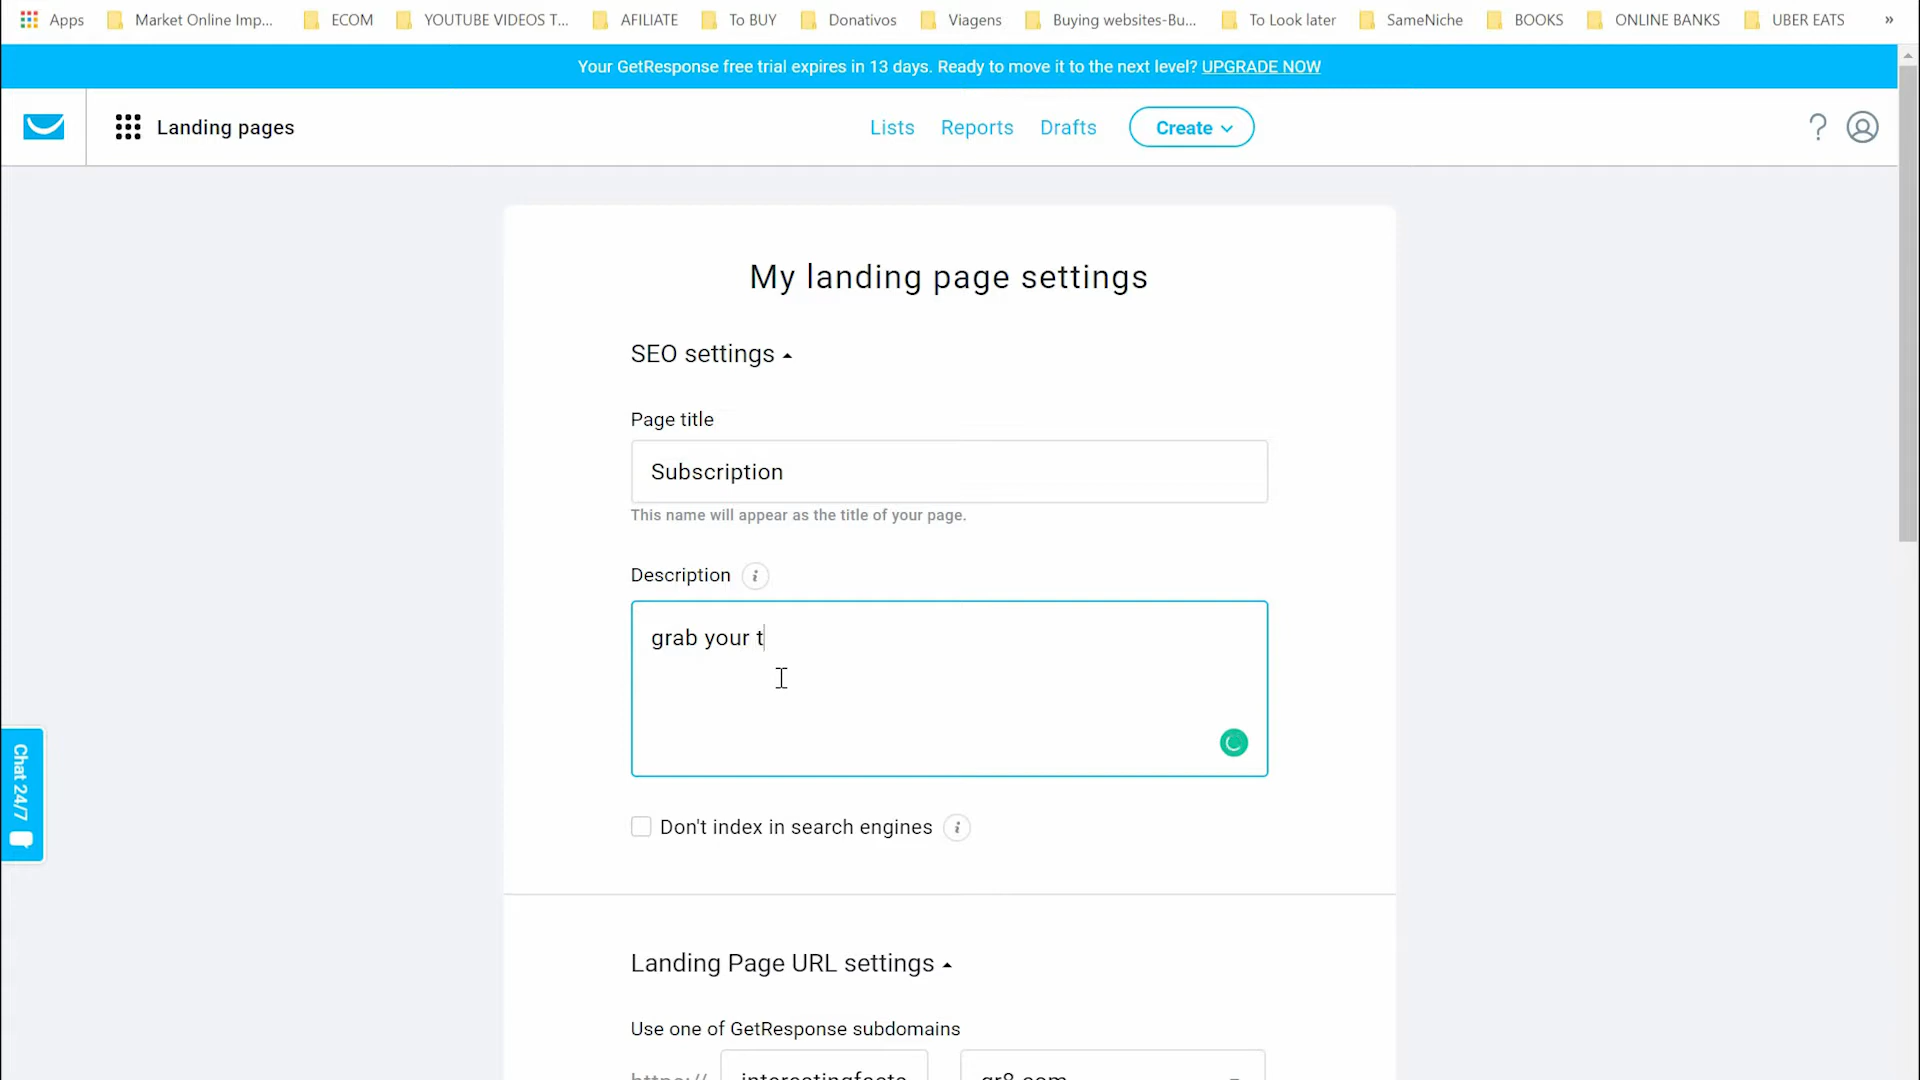 Apps Market Online Imp... ECOM YOUTUBE VIDEOS T... AFILIATE To BUY Donativos Viagens Buying websites-Bu... To Look later SameNiche BOOKS ONLINE BANKS UBER EATS »
Your GetResponse free trial expires in 13 days. Ready to move it to the next level? UPGRADE NOW
Landing pages Lists Reports Drafts Create ?
My landing page settings
SEO settings
Page title
Subscription
This name will appear as the title of your page.
Description i
grab your t
Chat 24/7
Don't index in search engines i
Landing Page URL settings
Use one of GetResponse subdomains
https:// interestingfacts gr8.com